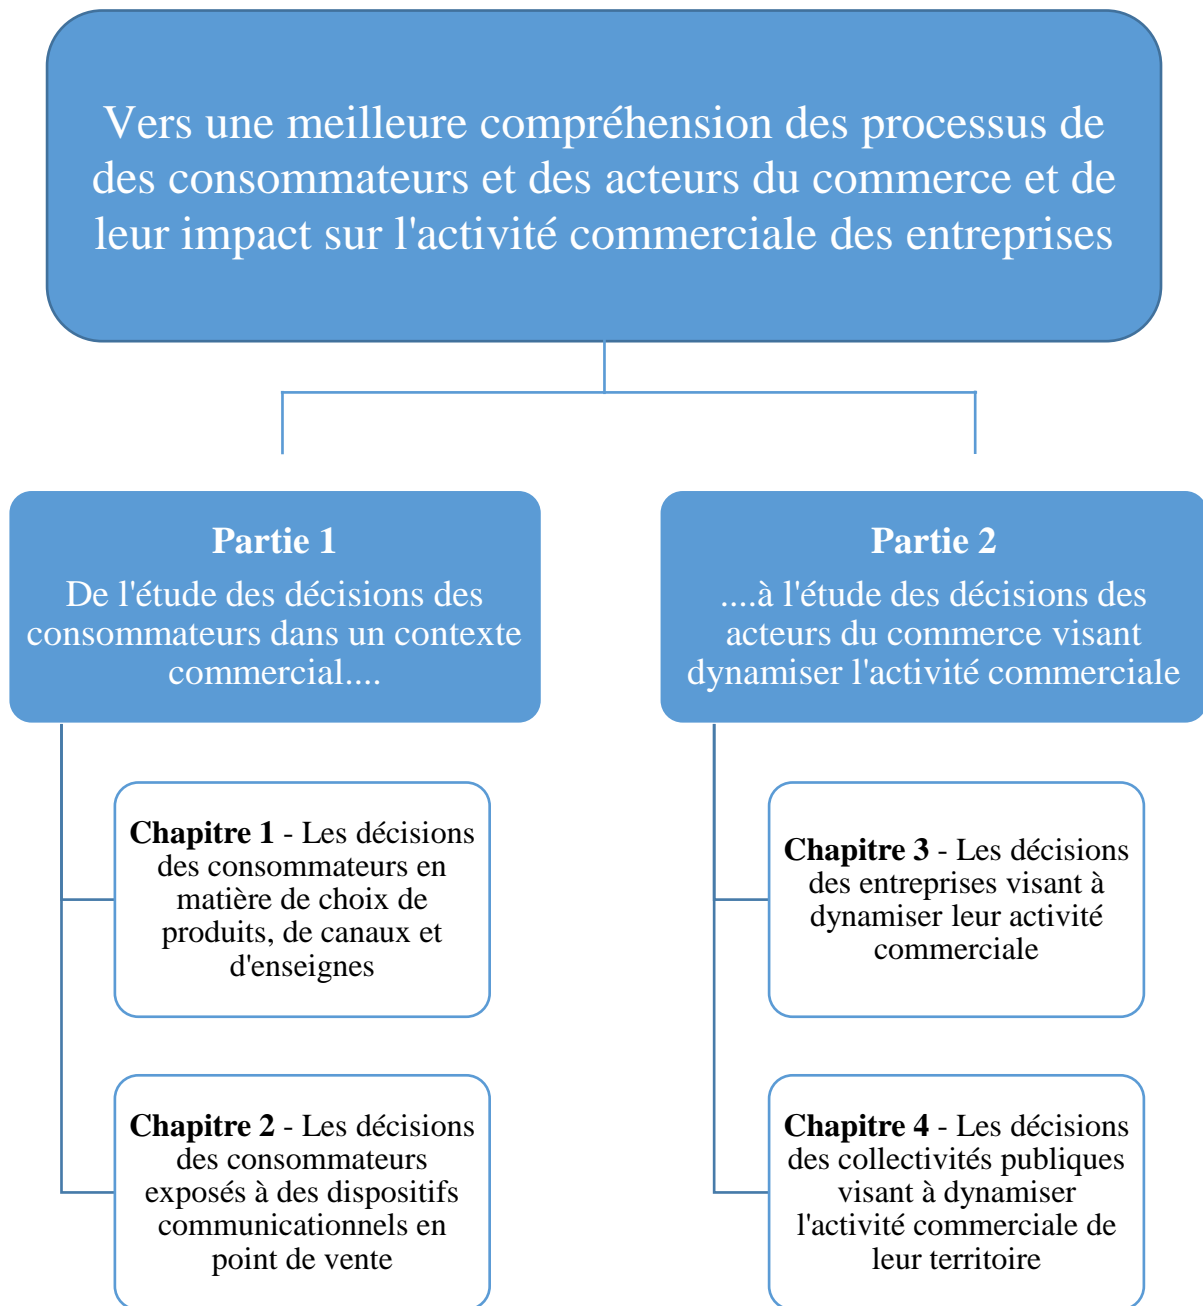 Vers une meilleure compréhension des processus de
des consommateurs et des acteurs du commerce et de
leur impact sur l'activité commerciale des entreprises
Partie 1
De l'étude des décisions des
consommateurs dans un contexte
commercial....
Chapitre 1 - Les décisions
des consommateurs en
matière de choix de
produits, de canaux et
d'enseignes
Chapitre 2 - Les décisions
des consommateurs
exposés à des dispositifs
communicationnels en
point de vente
Partie 2
....à l'étude des décisions des
acteurs du commerce visant
dynamiser l'activité commerciale
Chapitre 3 - Les décisions
des entreprises visant à
dynamiser leur activité
commerciale
Chapitre 4 - Les décisions
des collectivités publiques
visant à dynamiser
l'activité commerciale de
leur territoire